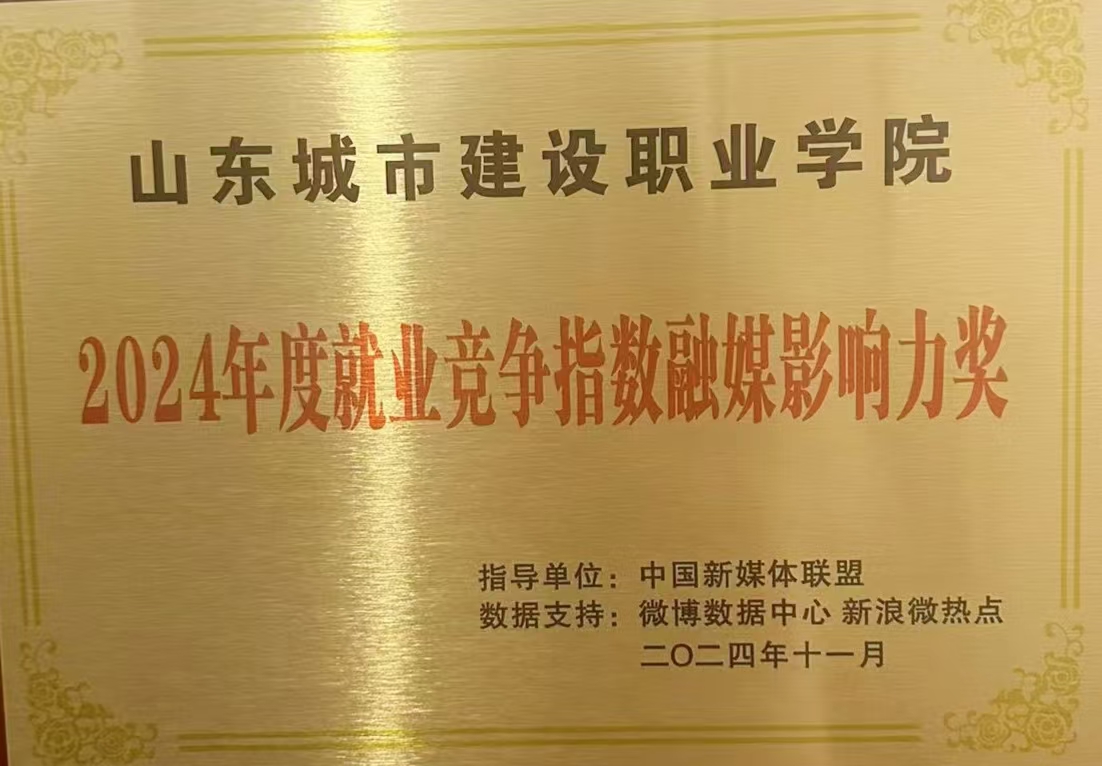 山东城市建设职业学院
2024年度就业竞争指数融媒影响力奖
指导单位：中国新媒体联盟
数据支持：微博数据中心 新浪微热点
二〇二四年十一月